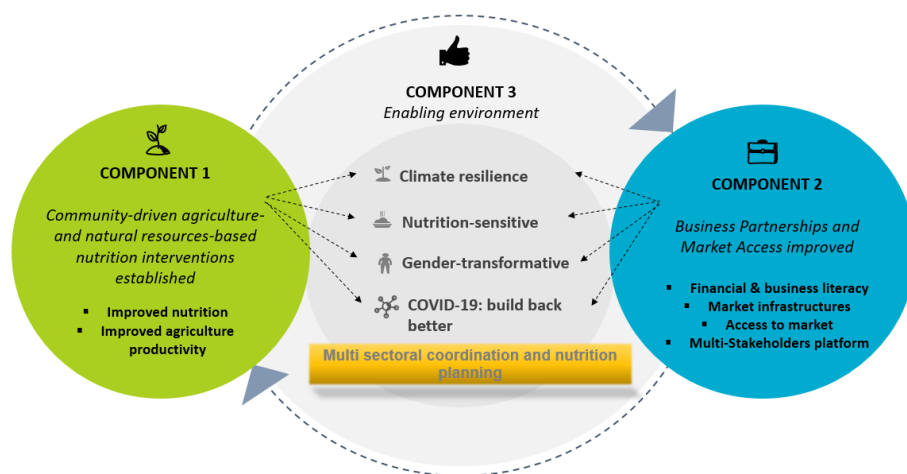 COMPONENT 3
Enabling environment
COMPONENT 1
Community-driven agriculture-
and natural resources-based
nutrition interventions
established
▪ Improved nutrition
▪ Improved agriculture
productivity
Climate resilience
Nutrition-sensitive
Gender-transformative
COVID-19: build back
better
Multi sectoral coordination and nutrition
planning
COMPONENT 2
Business Partnerships and
Market Access improved
▪ Financial & business literacy
▪ Market infrastructures
▪ Access to market
▪ Multi-Stakeholders platform